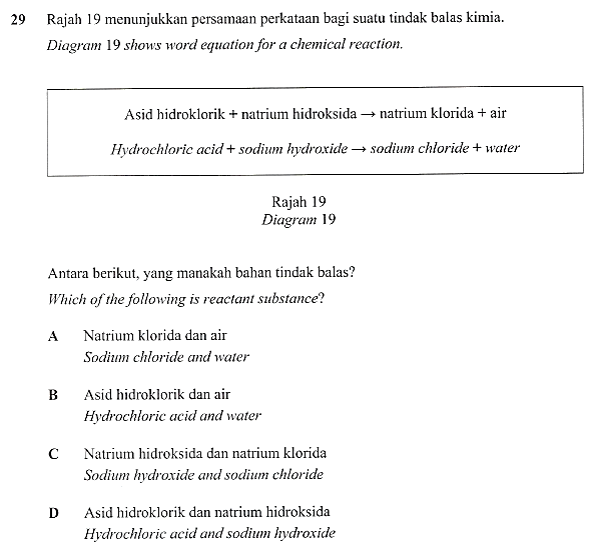 29 Rajah 19 menunjukkan persamaan perkataan bagi suatu tindak balas kimia.
Diagram 19 shows word equation for a chemical reaction.
Asid hidroklorik + natrium hidroksida → natrium klorida + air
Hydrochloric acid + sodium hydroxide → sodium chloride + water
Rajah 19
Diagram 19
Antara berikut, yang manakah bahan tindak balas?
Which of the following is reactant substance?
A Natrium klorida dan air
Sodium chloride and water
B Asid hidroklorik dan air
Hydrochloric acid and water
C Natrium hidroksida dan natrium klorida
Sodium hydroxide and sodium chloride
D Asid hidroklorik dan natrium hidroksida
Hydrochloric acid and sodium hydroxide